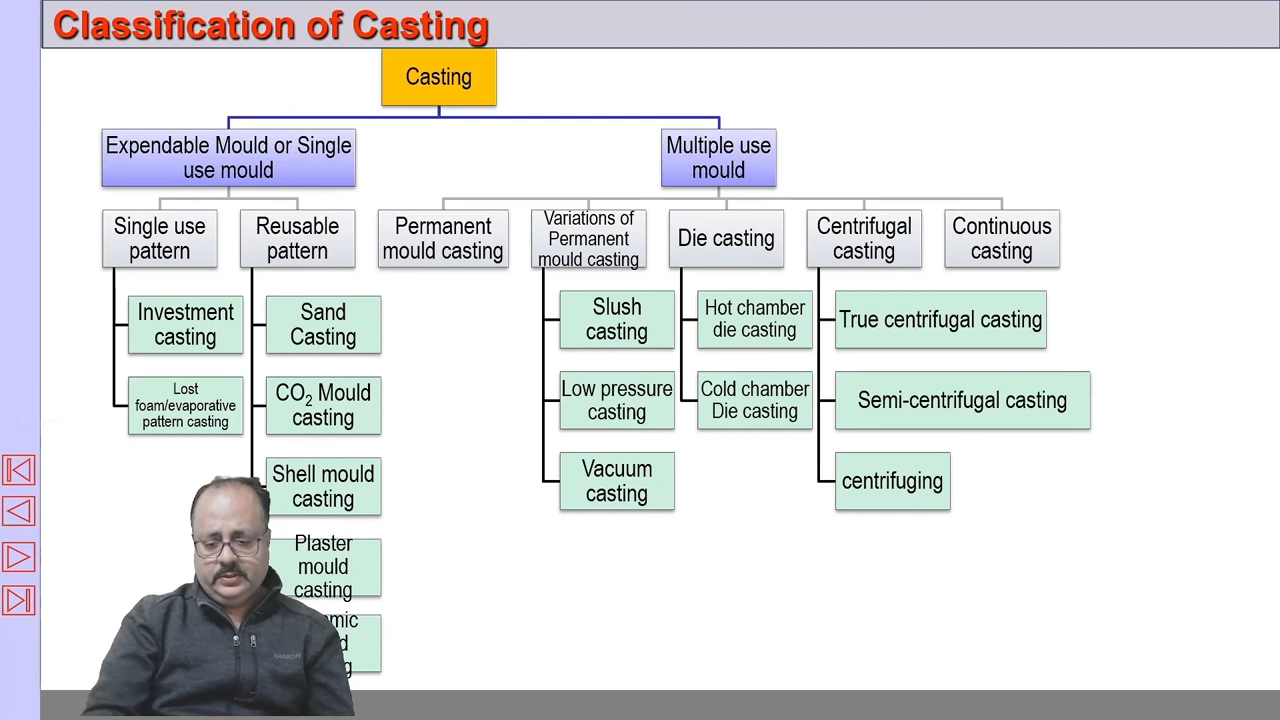 Classification of Casting
Casting
Expendable Mould or Single
use mould
Multiple use
mould
Single use
pattern
Reusable
pattern
Permanent
mould casting
Variations of
Permanent
mould casting
Die casting
Centrifugal
casting
Continuous
casting
Investment
casting
Sand
Casting
Slush
casting
Hot chamber
die casting
True centrifugal casting
Lost
foam/evaporative
pattern casting
CO₂ Mould
casting
Low pressure
casting
Cold chamber
Die casting
Semi-centrifugal casting
Shell mould
casting
Vacuum
casting
centrifuging
Plaster
mould
casting